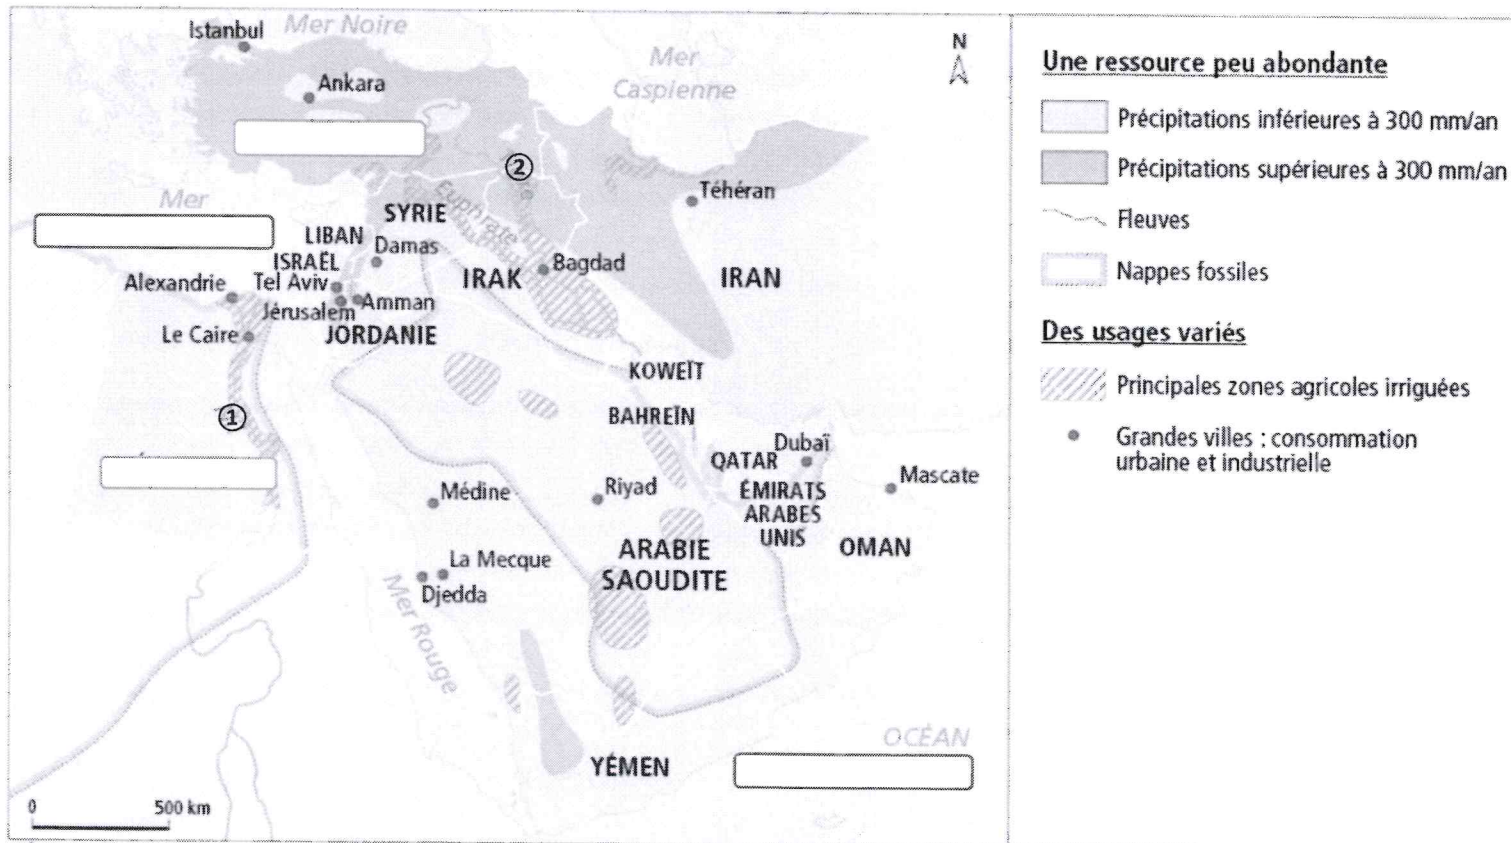 Istanbul
Mer Noire
Ankara
Mer
Caspienne
N
②
Téhéran
Mer
SYRIE
Euphrate
LIBAN
Damas
ISRAËL
IRAK
Bagdad
IRAN
Alexandrie
Tel Aviv
Jérusalem
Amman
Le Caire
JORDANIE
KOWEÏT
①
BAHREÏN
Dubaï
QATAR
Mascate
Médine
Riyad
ÉMIRATS
ARABES
UNIS
OMAN
ARABIE
SAOUDITE
La Mecque
Djedda
Mer Rouge
OCÉAN
YÉMEN
0
500 km
Une ressource peu abondante
Précipitations inférieures à 300 mm/an
Précipitations supérieures à 300 mm/an
Fleuves
Nappes fossiles
Des usages variés
Principales zones agricoles irriguées
Grandes villes : consommation
urbaine et industrielle